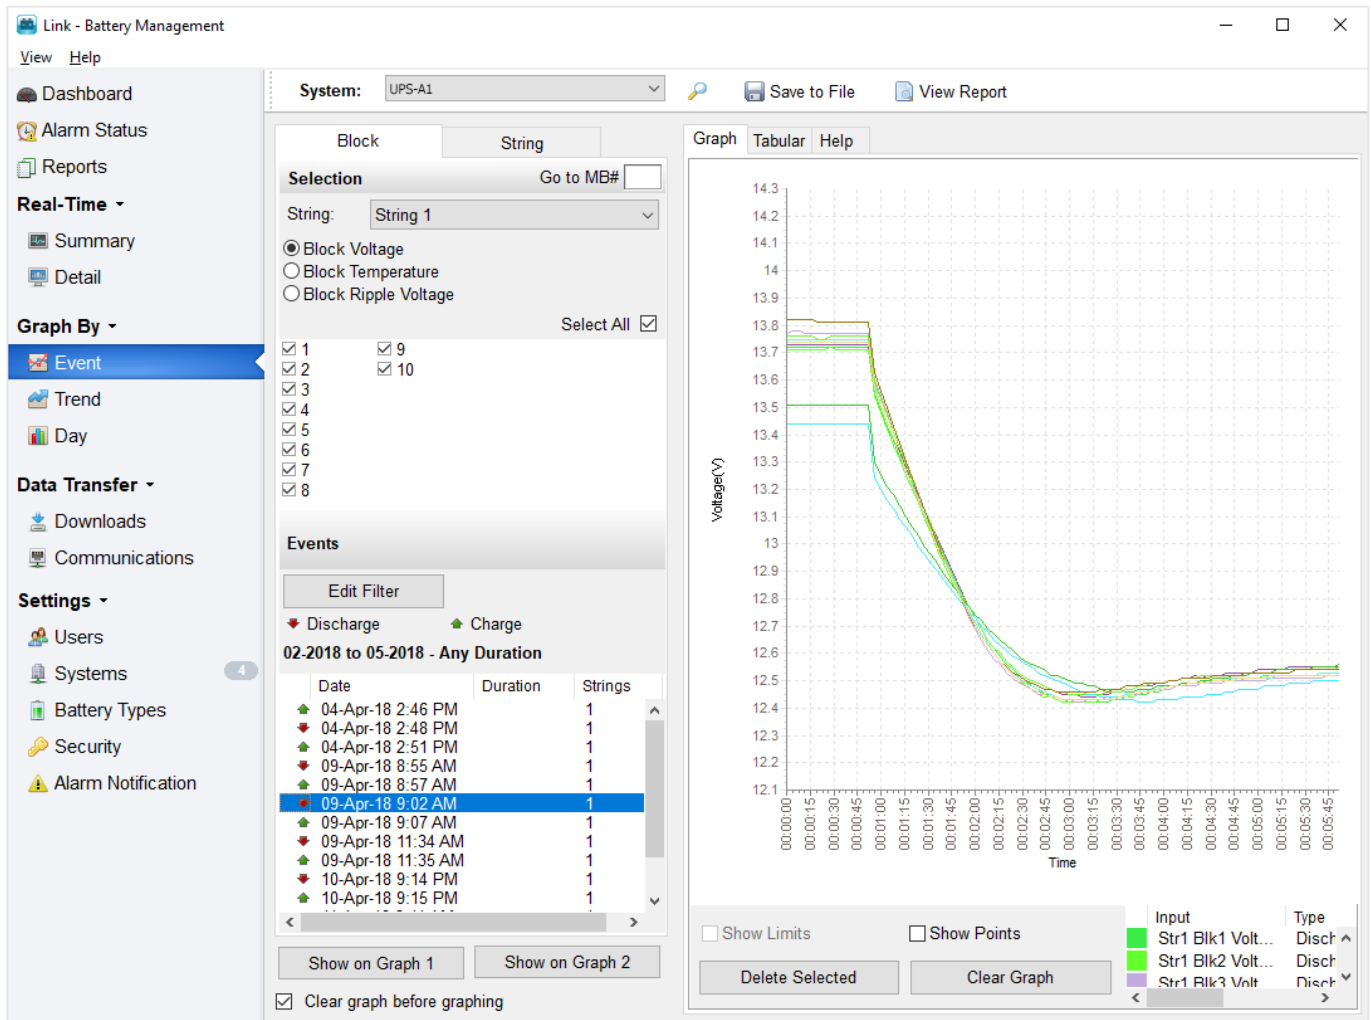 Link - Battery Management
View Help
Dashboard
Alarm Status
Reports
Real-Time
Summary
Detail
Graph By
Event
Trend
Day
Data Transfer
Downloads
Communications
Settings
Users
Systems 4
Battery Types
Security
Alarm Notification
System: UPS-A1 Save to File View Report
Block String
Selection Go to MB#
String: String 1
Block Voltage
Block Temperature
Block Ripple Voltage
Select All
1 9
2 10
3
4
5
6
7
8
Events
Edit Filter
Discharge Charge
02-2018 to 05-2018 - Any Duration
Date Duration Strings
04-Apr-18 2:46 PM 1
04-Apr-18 2:48 PM 1
04-Apr-18 2:51 PM 1
09-Apr-18 8:55 AM 1
09-Apr-18 8:57 AM 1
09-Apr-18 9:02 AM 1
09-Apr-18 9:07 AM 1
09-Apr-18 11:34 AM 1
09-Apr-18 11:35 AM 1
10-Apr-18 9:14 PM 1
10-Apr-18 9:15 PM 1
Show on Graph 1 Show on Graph 2
Clear graph before graphing
Graph Tabular Help
14.3
14.2
14.1
14
13.9
13.8
13.7
13.6
13.5
13.4
13.3
13.2
13.1
13
12.9
12.8
12.7
12.6
12.5
12.4
12.3
12.2
12.1
Voltage(V)
00:00:00 00:00:15 00:00:30 00:00:45 00:01:00 00:01:15 00:01:30 00:01:45 00:02:00 00:02:15 00:02:30 00:02:45 00:03:00 00:03:15 00:03:30 00:03:45 00:04:00 00:04:15 00:04:30 00:04:45 00:05:00 00:05:15 00:05:30 00:05:45
Time
Show Limits Show Points
Delete Selected Clear Graph
Input Type
Str1 Blk1 Volt... Disch
Str1 Blk2 Volt... Disch
Str1 Blk3 Volt Disch